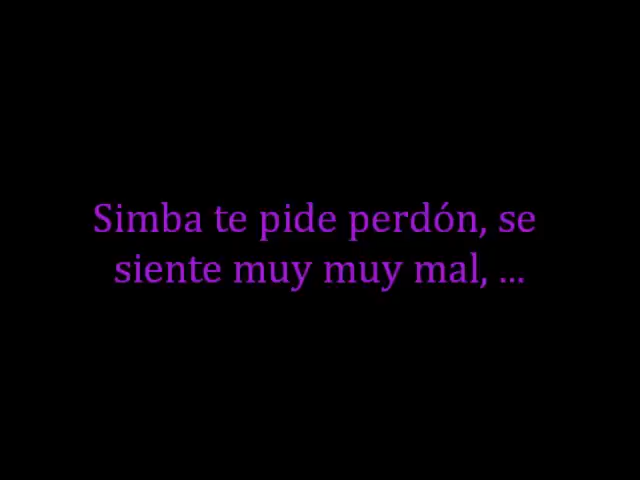 Simba te pide perdón, se
siente muy muy mal, ...